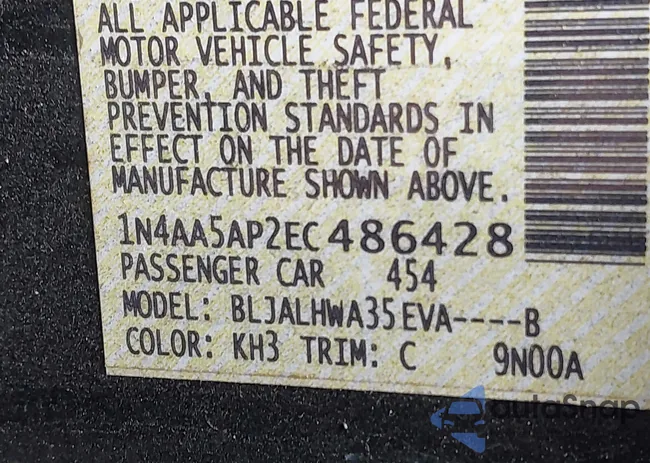 ALL APPLICABLE FEDERAL
MOTOR VEHICLE SAFETY,
BUMPER, AND THEFT
PREVENTION STANDARDS IN
EFFECT ON THE DATE OF
MANUFACTURE SHOWN ABOVE.
1N4AA5AP2EC486428
PASSENGER CAR 454
MODEL: BLJALHWA35EVA----B
COLOR: KH3 TRIM: C 9N00A
autoSnap